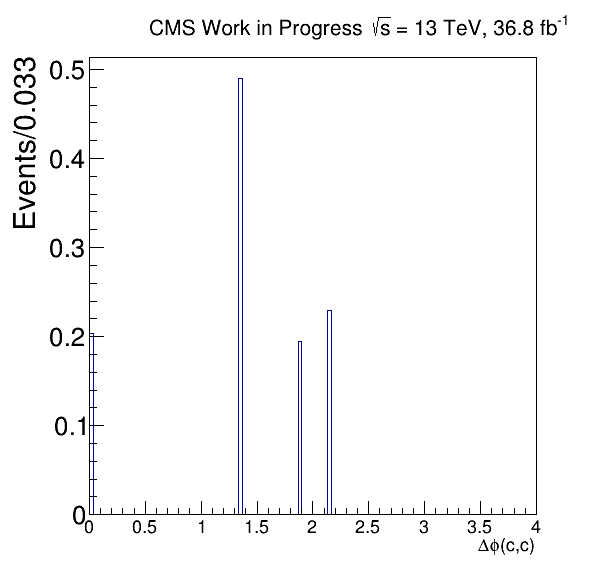 CMS Work in Progress √s = 13 TeV, 36.8 fb⁻¹
Events/0.033
0.5
0.4
0.3
0.2
0.1
0
0 0.5 1 1.5 2 2.5 3 3.5 4
Δϕ(c,c)